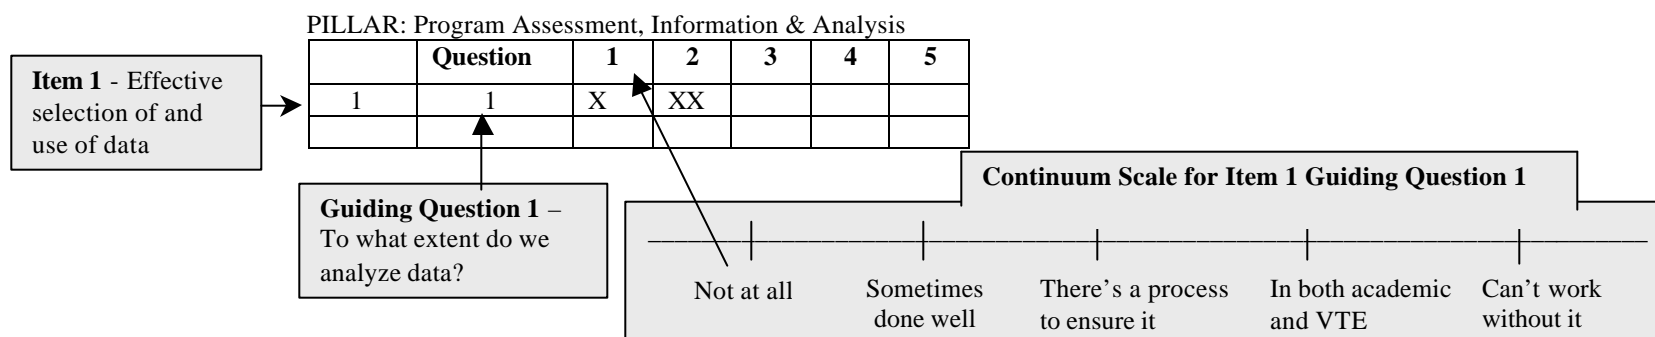 PILLAR: Program Assessment, Information & Analysis
Question 1 2 3 4 5
1 1 X XX
Item 1 - Effective
selection of and
use of data
Guiding Question 1 –
To what extent do we
analyze data?
Continuum Scale for Item 1 Guiding Question 1
Not at all
Sometimes
done well
There’s a process
to ensure it
In both academic
and VTE
Can’t work
without it